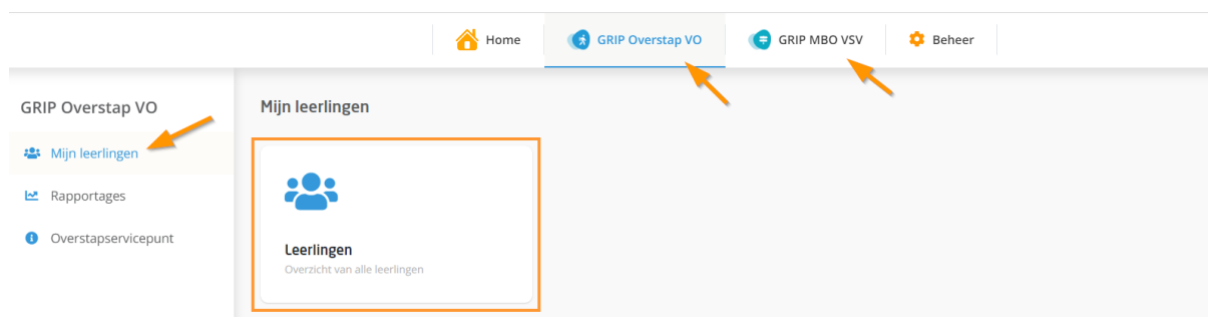 Home
GRIP Overstap VO
GRIP MBO VSV
Beheer
GRIP Overstap VO
Mijn leerlingen
Rapportages
Overstapservicepunt
Mijn leerlingen
Leerlingen
Overzicht van alle leerlingen